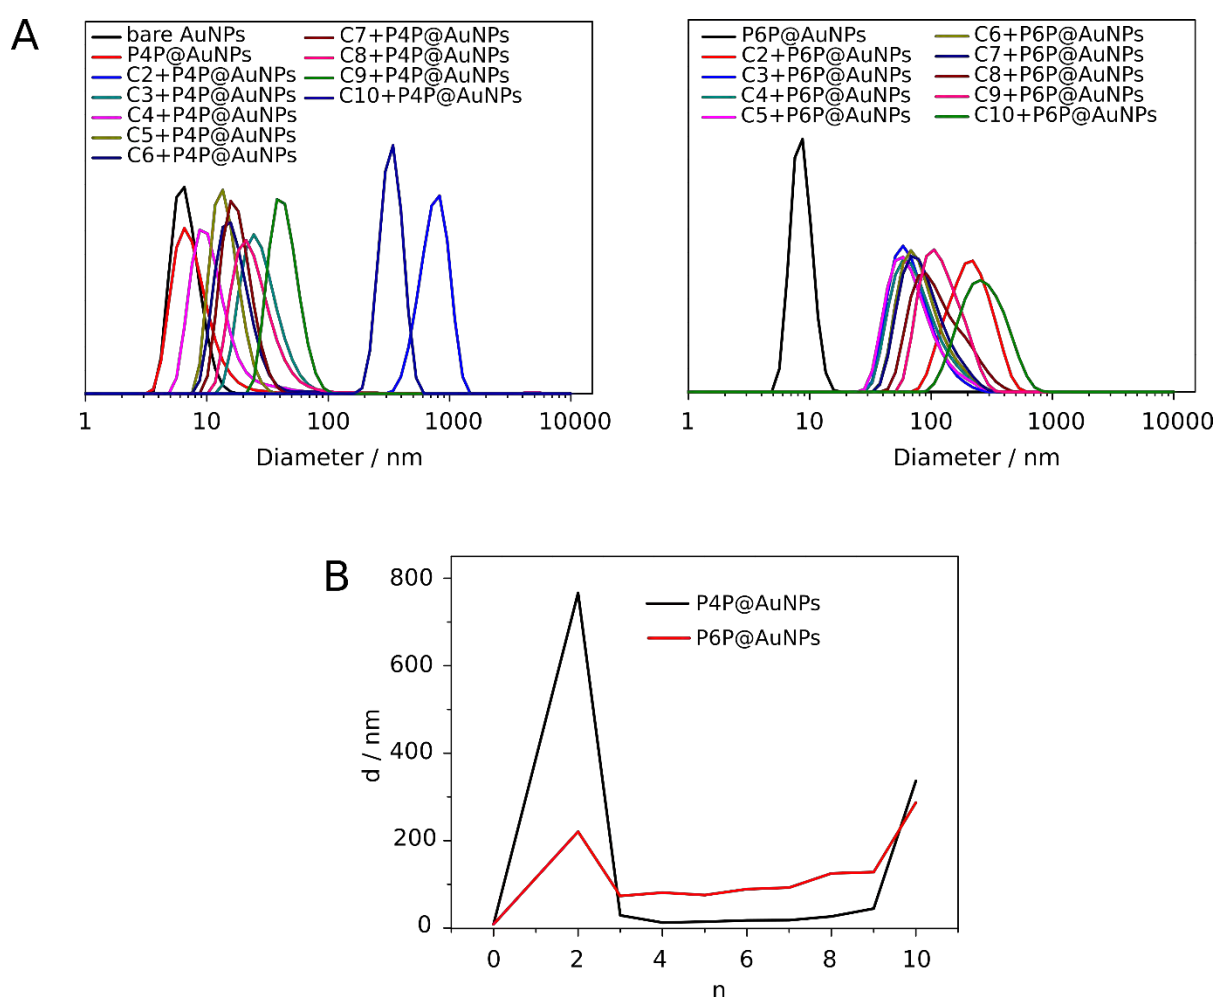 A
bare AuNPs
P4P@AuNPs
C2+P4P@AuNPs
C3+P4P@AuNPs
C4+P4P@AuNPs
C5+P4P@AuNPs
C6+P4P@AuNPs
C7+P4P@AuNPs
C8+P4P@AuNPs
C9+P4P@AuNPs
C10+P4P@AuNPs
1 10 100 1000 10000
Diameter / nm
P6P@AuNPs
C2+P6P@AuNPs
C3+P6P@AuNPs
C4+P6P@AuNPs
C5+P6P@AuNPs
C6+P6P@AuNPs
C7+P6P@AuNPs
C8+P6P@AuNPs
C9+P6P@AuNPs
C10+P6P@AuNPs
1 10 100 1000 10000
Diameter / nm
B
800
600
400
200
0
d / nm
P4P@AuNPs
P6P@AuNPs
0 2 4 6 8 10
n